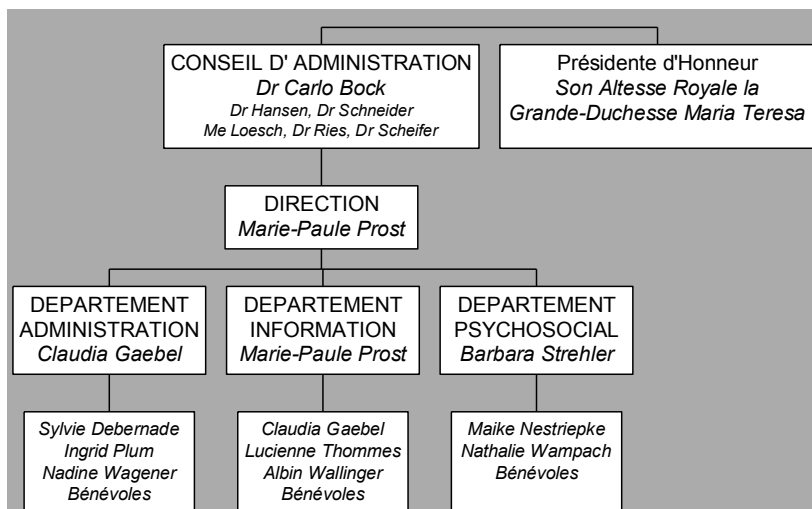 CONSEIL D' ADMINISTRATION
Dr Carlo Bock
Dr Hansen, Dr Schneider
Me Loesch, Dr Ries, Dr Scheifer
Présidente d'Honneur
Son Altesse Royale la
Grande-Duchesse Maria Teresa
DIRECTION
Marie-Paule Prost
DEPARTEMENT
ADMINISTRATION
Claudia Gaebel
DEPARTEMENT
INFORMATION
Marie-Paule Prost
DEPARTEMENT
PSYCHOSOCIAL
Barbara Strehler
Sylvie Debernade
Ingrid Plum
Nadine Wagener
Bénévoles
Claudia Gaebel
Lucienne Thommes
Albin Wallinger
Bénévoles
Maike Nestriepke
Nathalie Wampach
Bénévoles